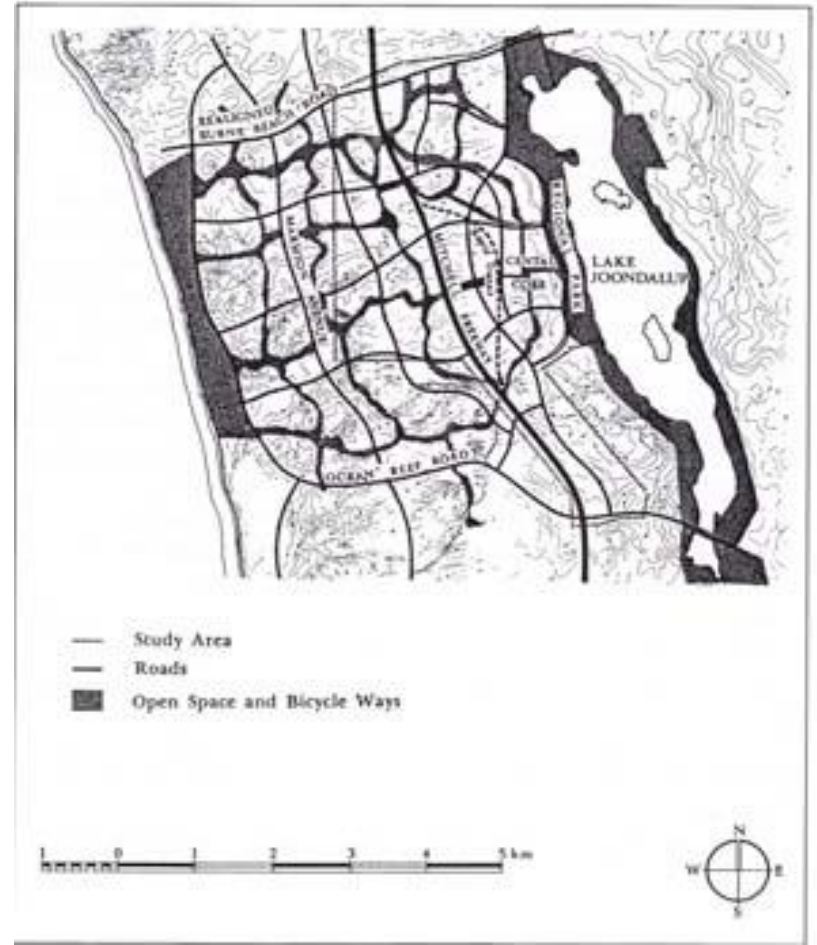 REALIGNED
BURNS BEACH ROAD
MARMION AVENUE
MITCHELL FREEWAY
CENTAL
CORE
REGIONAL PARK
LAKE
JOONDALUP
OCEAN REEF ROAD
Study Area
Roads
Open Space and Bicycle Ways
1 0 1 2 3 4 5 km
N
W E
S